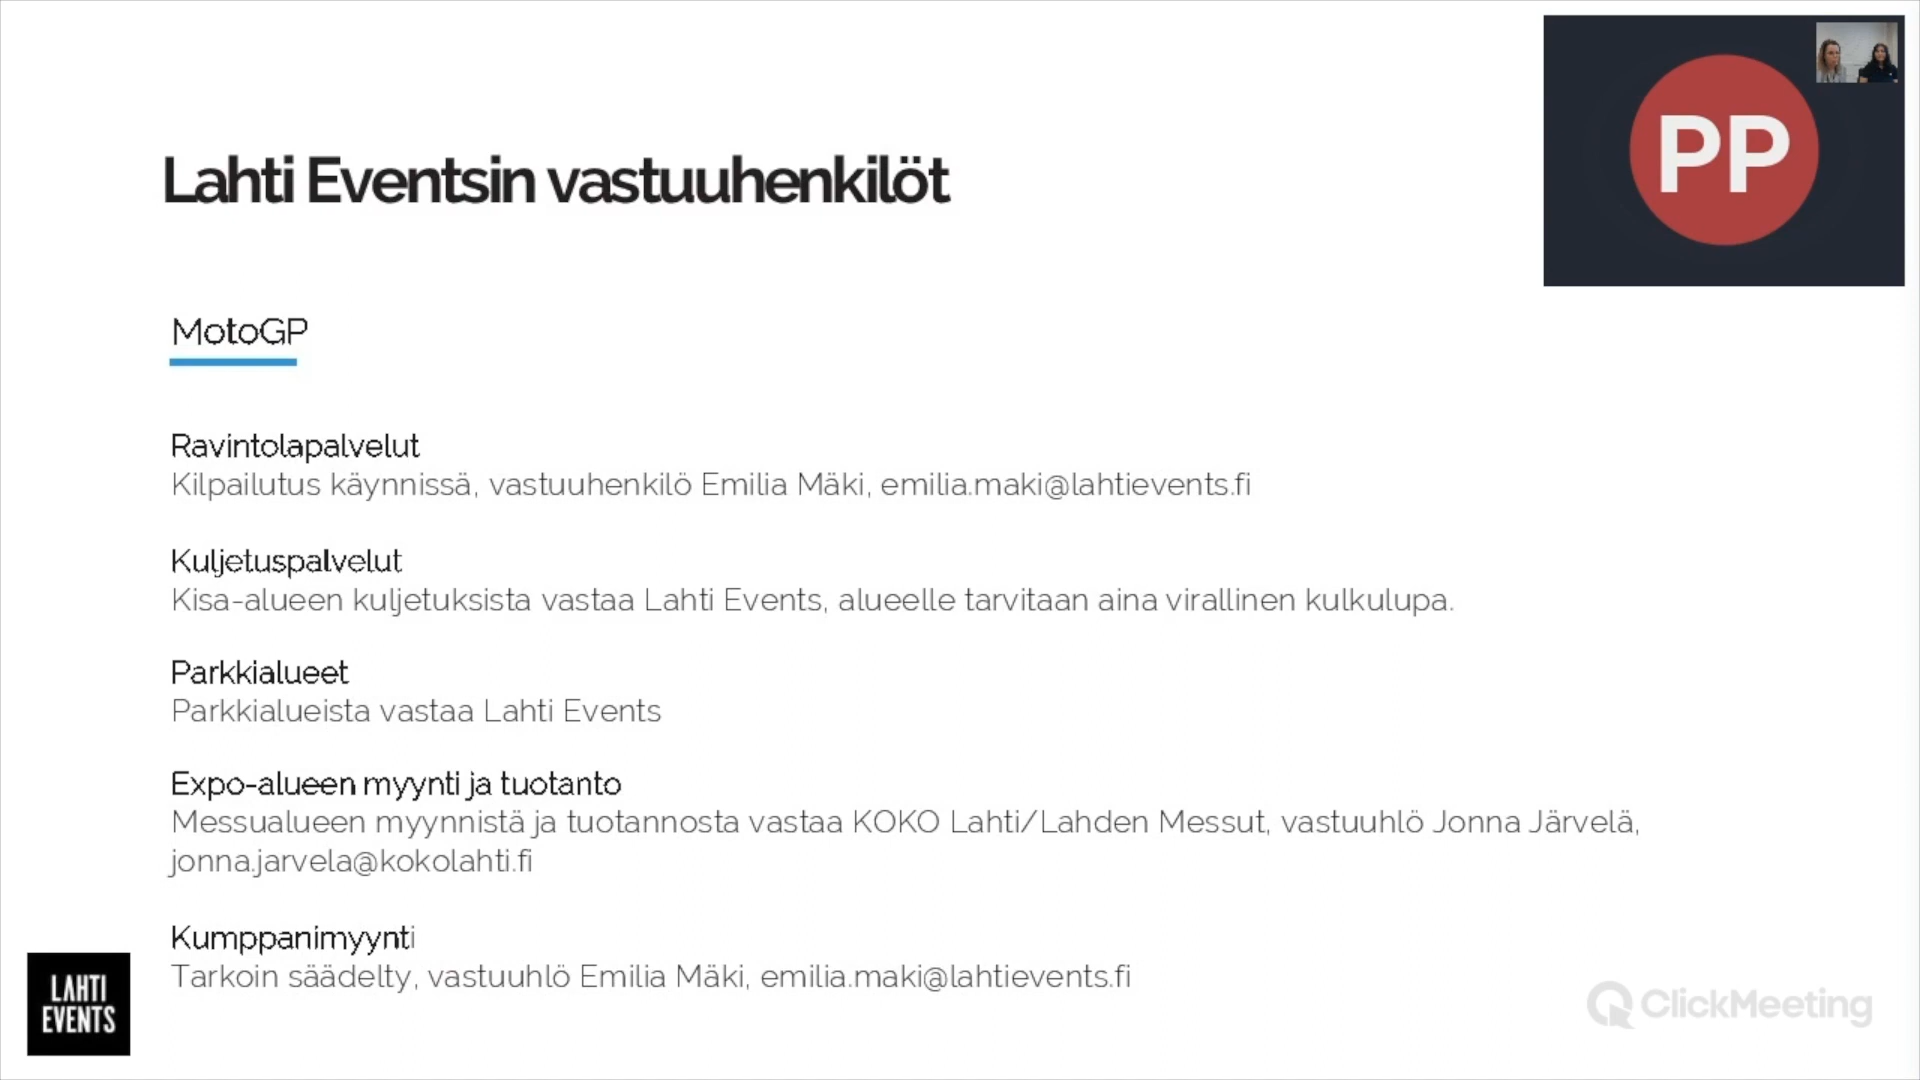 PP
Lahti Eventsin vastuuhenkilöt
MotoGP
Ravintolapalvelut
Kilpailutus käynnissä, vastuuhenkilö Emilia Mäki, emilia.maki@lahtievents.fi
Kuljetuspalvelut
Kisa-alueen kuljetuksista vastaa Lahti Events, alueelle tarvitaan aina virallinen kulkulupa.
Parkkialueet
Parkkialueista vastaa Lahti Events
Expo-alueen myynti ja tuotanto
Messualueen myynnistä ja tuotannosta vastaa KOKO Lahti/Lahden Messut, vastuuhlö Jonna Järvelä,
jonna.jarvela@kokolahti.fi
Kumppanimyynti
Tarkoin säädelty, vastuuhlö Emilia Mäki, emilia.maki@lahtievents.fi
LAHTI
EVENTS
ClickMeeting